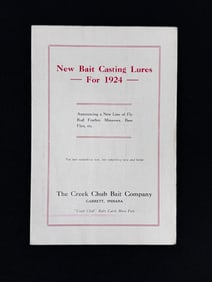 New Bait Casting Lures
For 1924
Announcing a New Line of Fly
Rod Feather Minnows, Bass
Flies, etc.
The Creek Chub Bait Company
GARRETT, INDIANA
"Creek Chub" Baits Catch More Fish